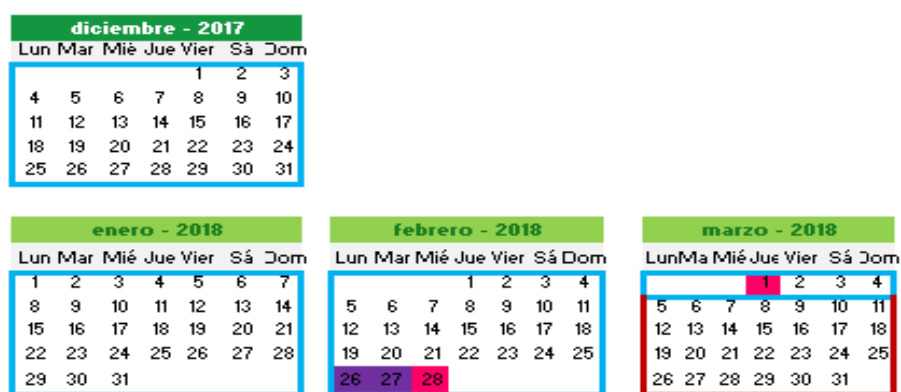 diciembre - 2017
Lun Mar Mié Jue Vier Sà Dom
1 2 3
4 5 6 7 8 9 10
11 12 13 14 15 16 17
18 19 20 21 22 23 24
25 26 27 28 29 30 31
enero - 2018
Lun Mar Mié Jue Vier Sá Dom
1 2 3 4 5 6 7
8 9 10 11 12 13 14
15 16 17 18 19 20 21
22 23 24 25 26 27 28
29 30 31
febrero - 2018
Lun Mar Mié Jue Vier Sá Dom
1 2 3 4
5 6 7 8 9 10 11
12 13 14 15 16 17 18
19 20 21 22 23 24 25
26 27 28
marzo - 2018
Lun Ma Mié Jue Vier Sá Dom
1 2 3 4
5 6 7 8 9 10 11
12 13 14 15 16 17 18
19 20 21 22 23 24 25
26 27 28 29 30 31